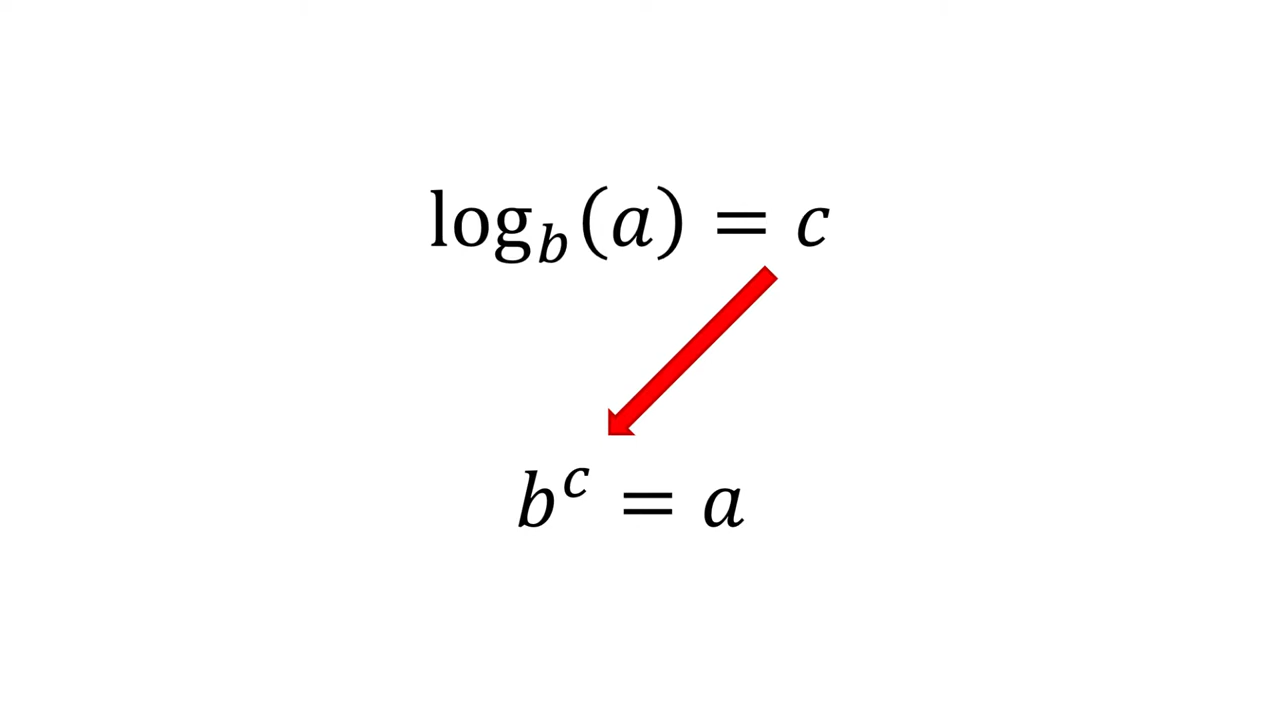 log_b(a) = c
b^c = a